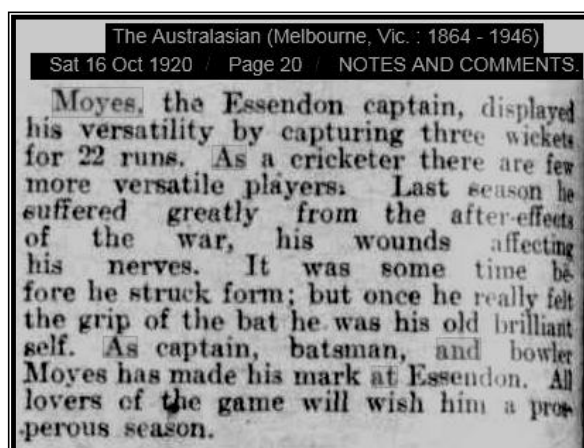 The Australasian (Melbourne, Vic. : 1864 - 1946)
Sat 16 Oct 1920 / Page 20 / NOTES AND COMMENTS.
Moyes, the Essendon captain, displayed
his versatility by capturing three wickets
for 22 runs. As a cricketer there are few
more versatile players. Last season he
suffered greatly from the after-effects
of the war, his wounds affecting
his nerves. It was some time be-
fore he struck form; but once he really felt
the grip of the bat he was his old brilliant
self. As captain, batsman, and bowler
Moyes has made his mark at Essendon. All
lovers of the game will wish him a pros-
perous season.